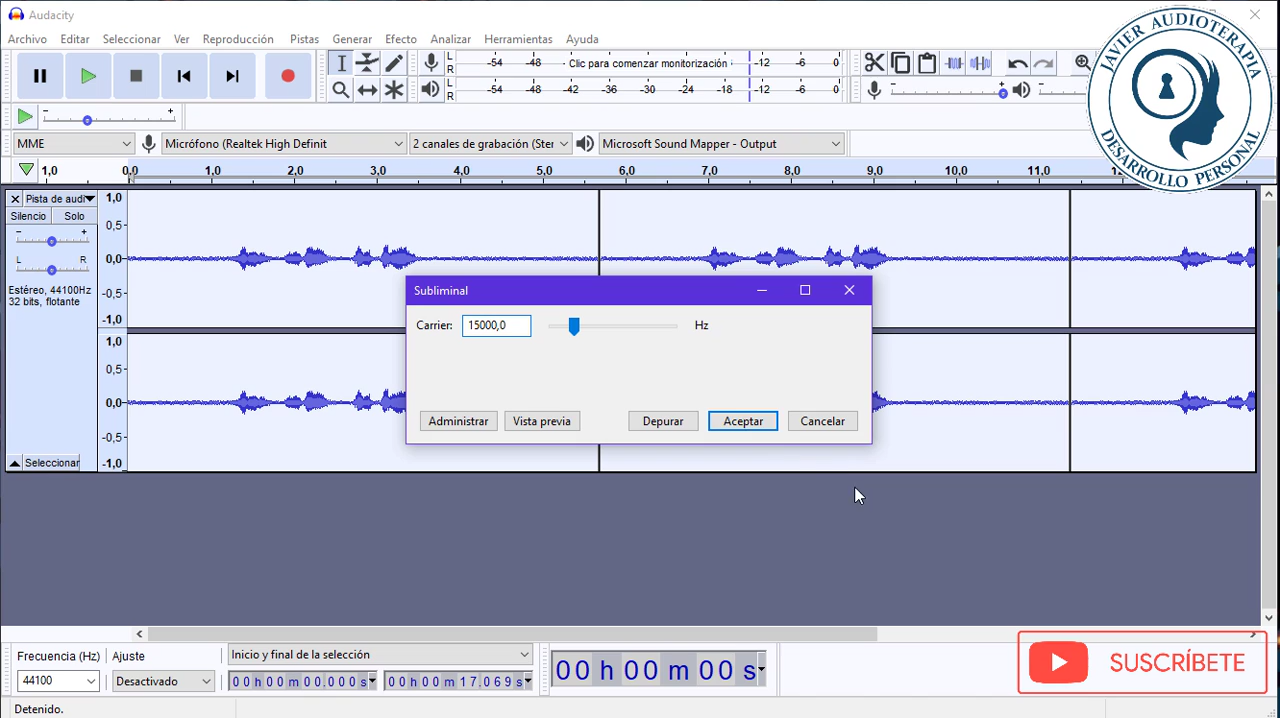 Audacity
Archivo Editar Seleccionar Ver Reproducción Pistas Generar Efecto Analizar Herramientas Ayuda
L
R
-54 -48 Clic para comenzar monitorización -12 -6 0
L
R
-54 -48 -42 -36 -30 -24 -18 -12 -6 0
MME
Micrófono (Realtek High Definit
2 canales de grabación (Ster
Microsoft Sound Mapper - Output
1,0 0,0 1,0 2,0 3,0 4,0 5,0 6,0 7,0 8,0 9,0 10,0 11,0
Pista de audi
Silencio Solo
- +
L R
Estéreo, 44100Hz
32 bits, flotante
Seleccionar
1,0
0,5
0,0
-0,5
-1,0
1,0
0,5
0,0
-0,5
-1,0
Subliminal
Carrier: 15000,0 Hz
Administrar Vista previa Depurar Aceptar Cancelar
Frecuencia (Hz) Ajuste
44100 Desactivado
Inicio y final de la selección
00 h 00 m 00.000 s 00 h 00 m 17.069 s
00 h 00 m 00 s
Detenido.
JAVIER AUDIOTERAPIA
DESARROLLO PERSONAL
SUSCRÍBETE